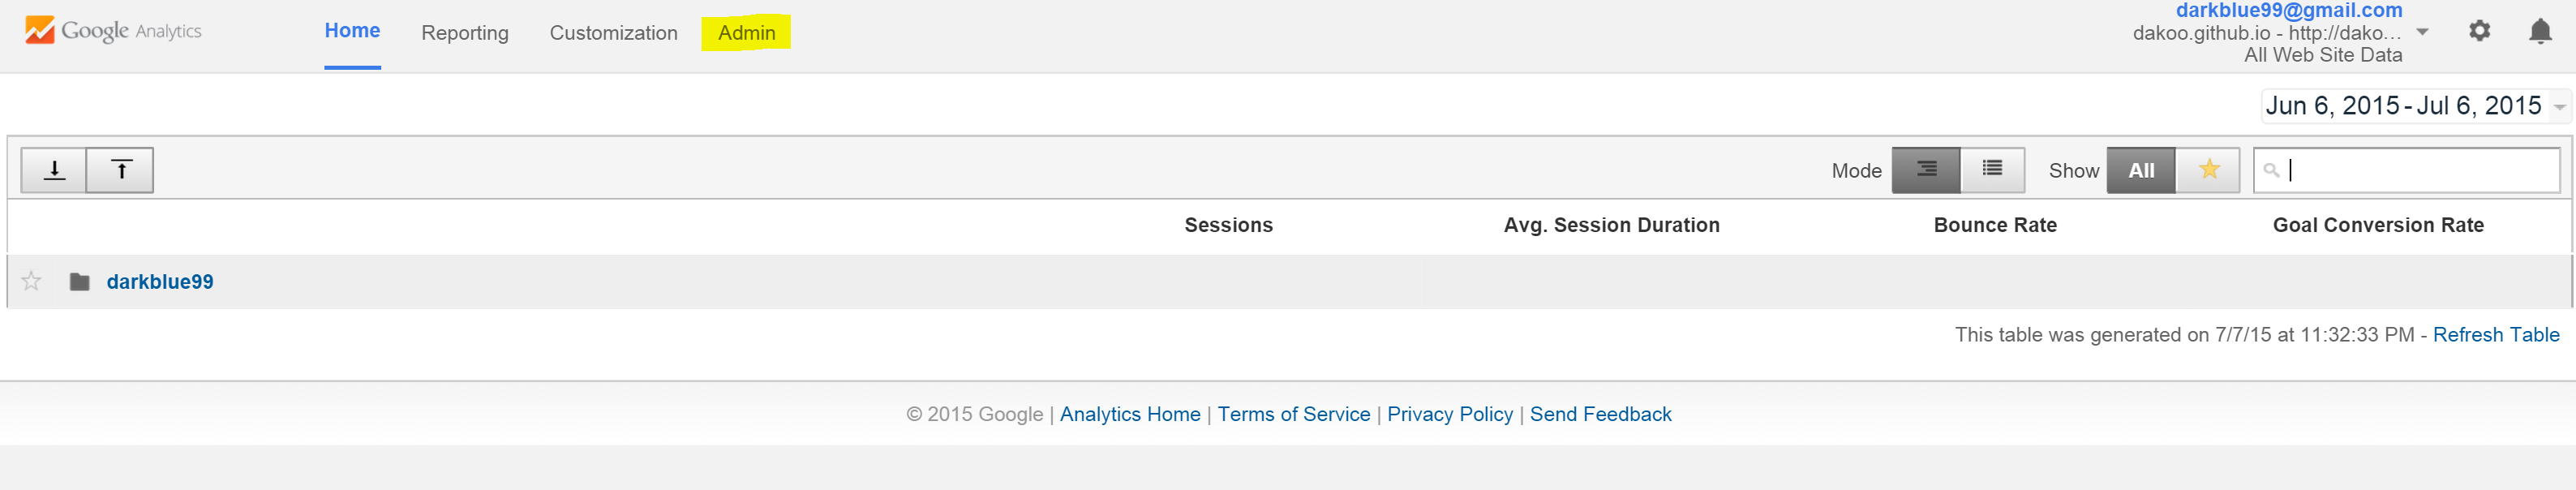 Google Analytics
Home Reporting Customization Admin
darkblue99@gmail.com
dakoo.github.io - http://dako...
All Web Site Data
Jun 6, 2015 - Jul 6, 2015
Mode Show All
Sessions Avg. Session Duration Bounce Rate Goal Conversion Rate
darkblue99
This table was generated on 7/7/15 at 11:32:33 PM - Refresh Table
© 2015 Google | Analytics Home | Terms of Service | Privacy Policy | Send Feedback